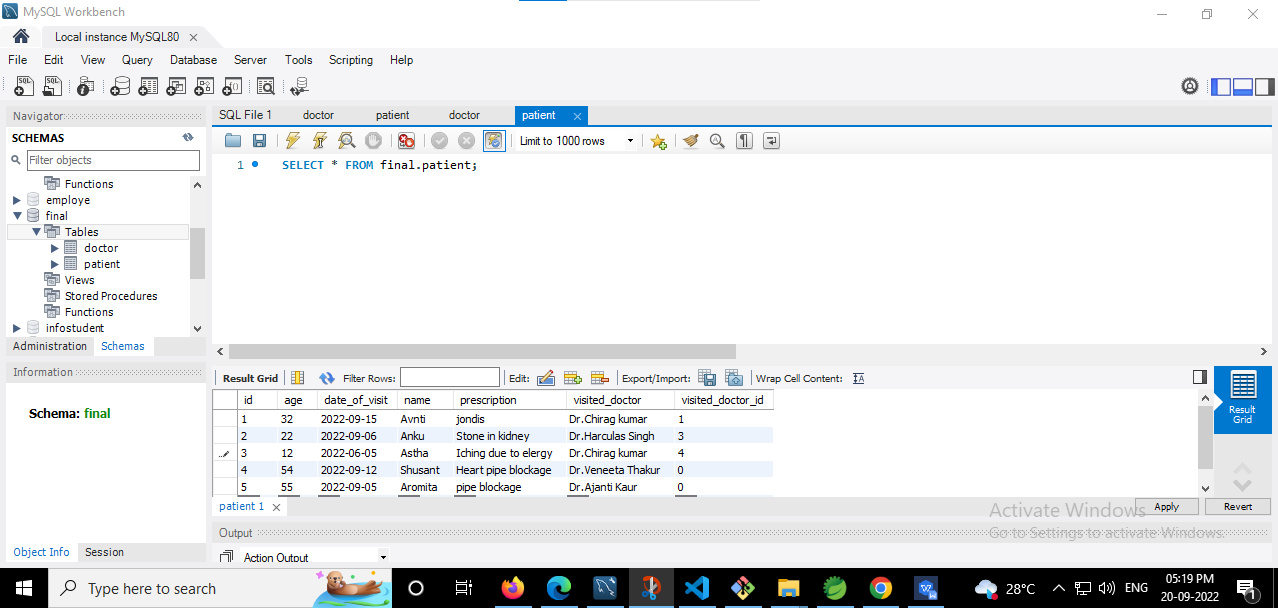 MySQL Workbench
Local instance MySQL80
File Edit View Query Database Server Tools Scripting Help
Navigator
SCHEMAS
Filter objects
Functions
employe
final
Tables
doctor
patient
Views
Stored Procedures
Functions
infostudent
Administration Schemas
Information
Schema: final
Object Info Session
SQL File 1 doctor patient doctor patient
Limit to 1000 rows
1 SELECT * FROM final.patient;
Result Grid Filter Rows: Edit: Export/Import: Wrap Cell Content:
id age date_of_visit name prescription visited_doctor visited_doctor_id
1 32 2022-09-15 Avnti jondis Dr.Chirag kumar 1
2 22 2022-09-06 Anku Stone in kidney Dr.Harculas Singh 3
3 12 2022-06-05 Astha Iching due to elergy Dr.Chirag kumar 4
4 54 2022-09-12 Shusant Heart pipe blockage Dr.Veneeta Thakur 0
5 55 2022-09-05 Aromita pipe blockage Dr.Ajanti Kaur 0
Result
Grid
patient 1
Apply Revert
Activate Windows
Go to Settings to activate Windows.
Output
Action Output
Type here to search
28°C
ENG
05:19 PM
20-09-2022
1